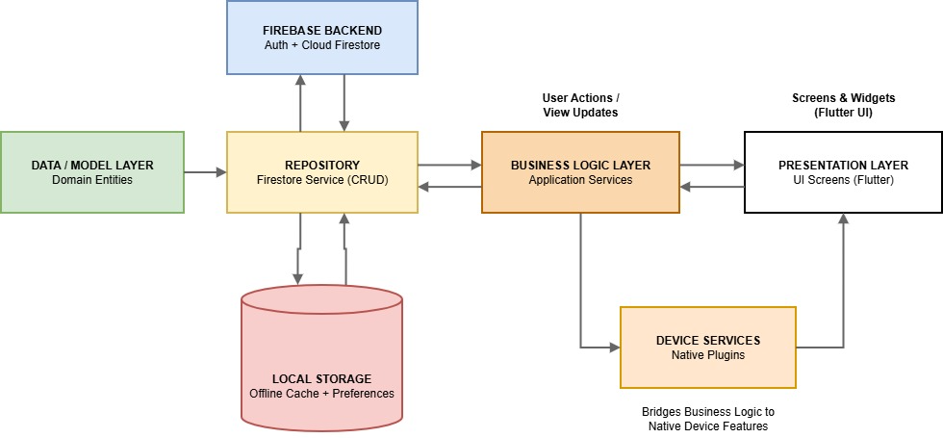 FIREBASE BACKEND
Auth + Cloud Firestore
User Actions /
View Updates
Screens & Widgets
(Flutter UI)
DATA / MODEL LAYER
Domain Entities
REPOSITORY
Firestore Service (CRUD)
BUSINESS LOGIC LAYER
Application Services
PRESENTATION LAYER
UI Screens (Flutter)
DEVICE SERVICES
Native Plugins
LOCAL STORAGE
Offline Cache + Preferences
Bridges Business Logic to
Native Device Features